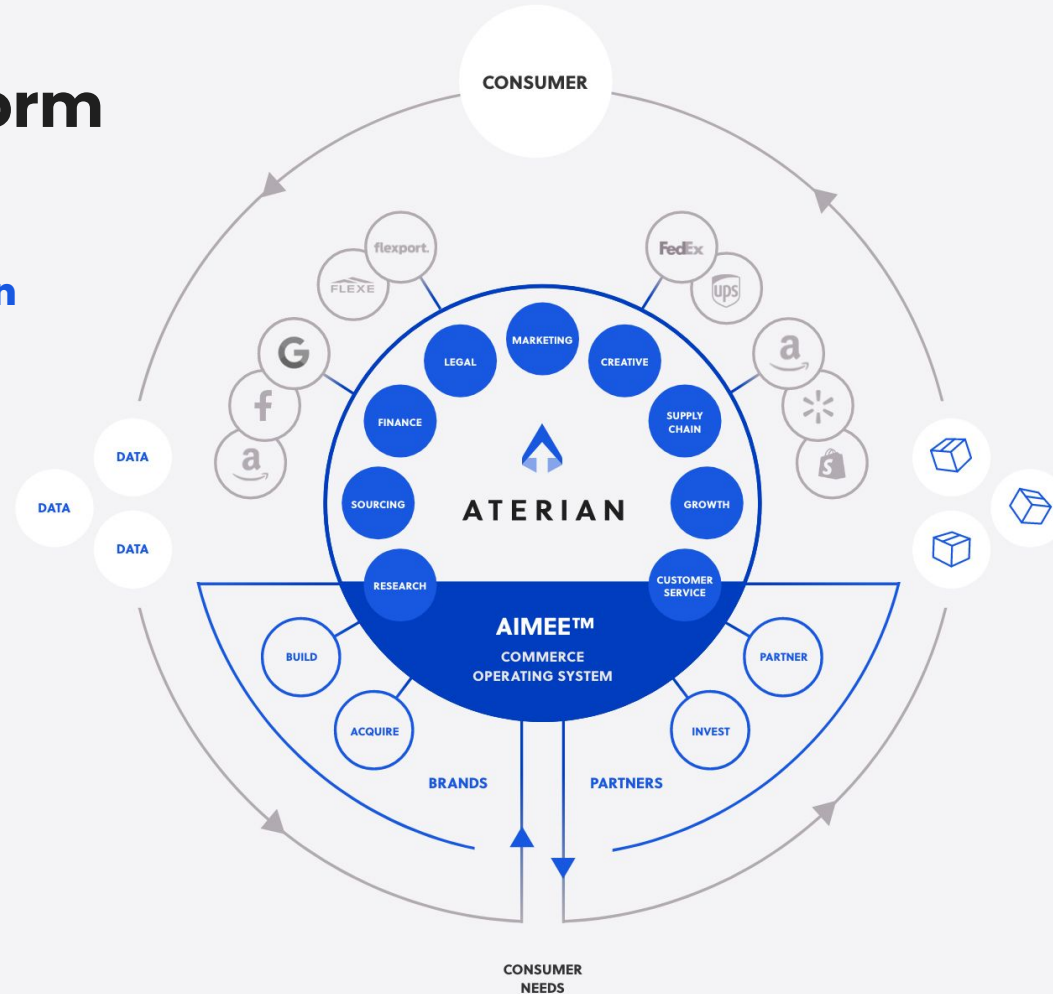 orm
n
CONSUMER
flexport.
FLEXE
G
f
a
FedEx
ups
a
S
MARKETING
LEGAL
CREATIVE
FINANCE
SUPPLY
CHAIN
SOURCING
ATERIAN
GROWTH
RESEARCH
CUSTOMER
SERVICE
DATA
DATA
DATA
AIMEE™
COMMERCE
OPERATING SYSTEM
BUILD
ACQUIRE
BRANDS
PARTNER
INVEST
PARTNERS
CONSUMER
NEEDS